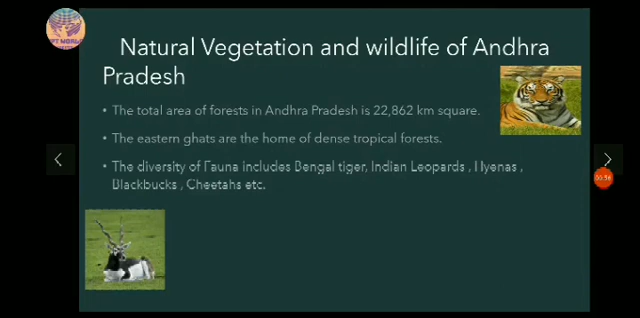 Natural Vegetation and wildlife of Andhra
Pradesh
• The total area of forests in Andhra Pradesh is 22,862 km square.
• The eastern ghats are the home of dense tropical forests.
• The diversity of Fauna includes Bengal tiger, Indian Leopards , Hyenas ,
Blackbucks , Cheetahs etc.